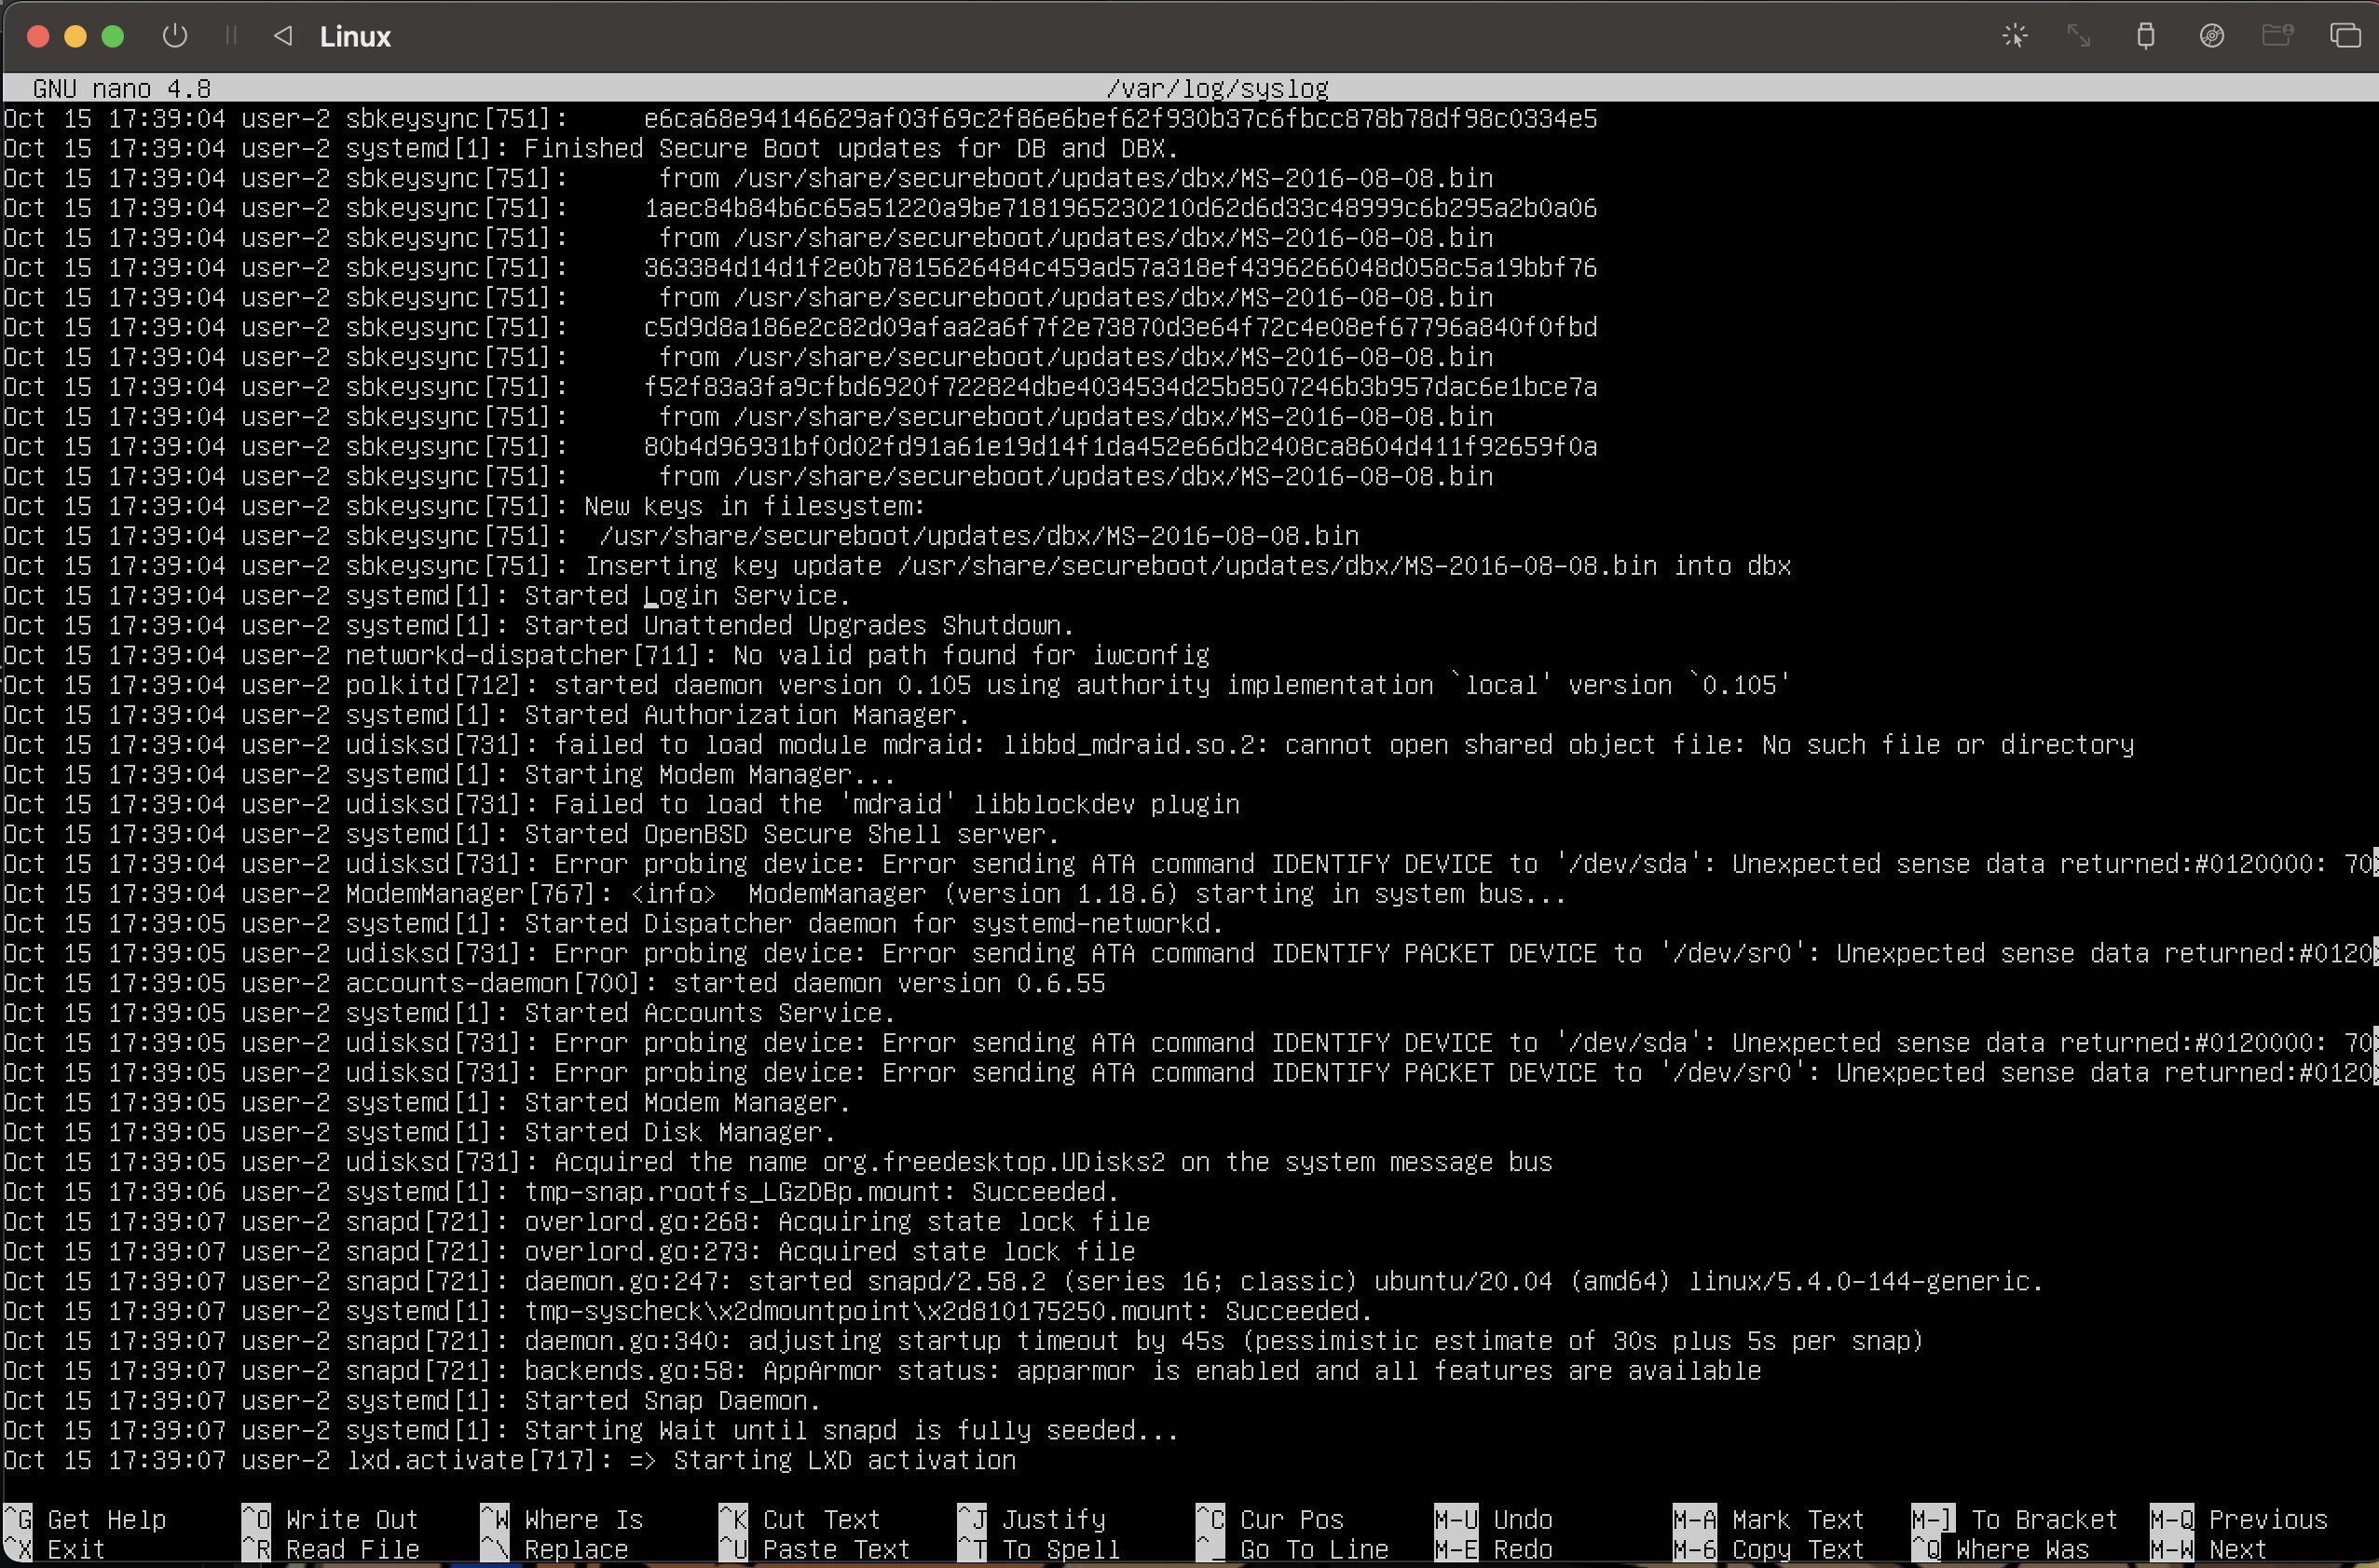 Linux
GNU nano 4.8 /var/log/syslog
Oct 15 17:39:04 user-2 sbkeysync[751]: e6ca68e94146629af03f69c2f86e6bef62f930b37c6fbcc878b78df98c0334e5
Oct 15 17:39:04 user-2 systemd[1]: Finished Secure Boot updates for DB and DBX.
Oct 15 17:39:04 user-2 sbkeysync[751]: from /usr/share/secureboot/updates/dbx/MS-2016-08-08.bin
Oct 15 17:39:04 user-2 sbkeysync[751]: 1aec84b84b6c65a51220a9be7181965230210d62d6d33c48999c6b295a2b0a06
Oct 15 17:39:04 user-2 sbkeysync[751]: from /usr/share/secureboot/updates/dbx/MS-2016-08-08.bin
Oct 15 17:39:04 user-2 sbkeysync[751]: 363384d14d1f2e0b7815626484c459ad57a318ef4396266048d058c5a19bbf76
Oct 15 17:39:04 user-2 sbkeysync[751]: from /usr/share/secureboot/updates/dbx/MS-2016-08-08.bin
Oct 15 17:39:04 user-2 sbkeysync[751]: c5d9d8a186e2c82d09afaa2a6f7f2e73870d3e64f72c4e08ef67796a840f0fbd
Oct 15 17:39:04 user-2 sbkeysync[751]: from /usr/share/secureboot/updates/dbx/MS-2016-08-08.bin
Oct 15 17:39:04 user-2 sbkeysync[751]: f52f83a3fa9cfbd6920f722824dbe4034534d25b8507246b3b957dac6e1bce7a
Oct 15 17:39:04 user-2 sbkeysync[751]: from /usr/share/secureboot/updates/dbx/MS-2016-08-08.bin
Oct 15 17:39:04 user-2 sbkeysync[751]: 80b4d96931bf0d02fd91a61e19d14f1da452e66db2408ca8604d411f92659f0a
Oct 15 17:39:04 user-2 sbkeysync[751]: from /usr/share/secureboot/updates/dbx/MS-2016-08-08.bin
Oct 15 17:39:04 user-2 sbkeysync[751]: New keys in filesystem:
Oct 15 17:39:04 user-2 sbkeysync[751]: /usr/share/secureboot/updates/dbx/MS-2016-08-08.bin
Oct 15 17:39:04 user-2 sbkeysync[751]: Inserting key update /usr/share/secureboot/updates/dbx/MS-2016-08-08.bin into dbx
Oct 15 17:39:04 user-2 systemd[1]: Started Login Service.
Oct 15 17:39:04 user-2 systemd[1]: Started Unattended Upgrades Shutdown.
Oct 15 17:39:04 user-2 networkd-dispatcher[711]: No valid path found for iwconfig
Oct 15 17:39:04 user-2 polkitd[712]: started daemon version 0.105 using authority implementation `local' version `0.105'
Oct 15 17:39:04 user-2 systemd[1]: Started Authorization Manager.
Oct 15 17:39:04 user-2 udisksd[731]: failed to load module mdraid: libbd_mdraid.so.2: cannot open shared object file: No such file or directory
Oct 15 17:39:04 user-2 systemd[1]: Starting Modem Manager...
Oct 15 17:39:04 user-2 udisksd[731]: Failed to load the 'mdraid' libblockdev plugin
Oct 15 17:39:04 user-2 systemd[1]: Started OpenBSD Secure Shell server.
Oct 15 17:39:04 user-2 udisksd[731]: Error probing device: Error sending ATA command IDENTIFY DEVICE to '/dev/sda': Unexpected sense data returned:#0120000: 70>
Oct 15 17:39:04 user-2 ModemManager[767]: <info>  ModemManager (version 1.18.6) starting in system bus...
Oct 15 17:39:05 user-2 systemd[1]: Started Dispatcher daemon for systemd-networkd.
Oct 15 17:39:05 user-2 udisksd[731]: Error probing device: Error sending ATA command IDENTIFY PACKET DEVICE to '/dev/sr0': Unexpected sense data returned:#0120>
Oct 15 17:39:05 user-2 accounts-daemon[700]: started daemon version 0.6.55
Oct 15 17:39:05 user-2 systemd[1]: Started Accounts Service.
Oct 15 17:39:05 user-2 udisksd[731]: Error probing device: Error sending ATA command IDENTIFY DEVICE to '/dev/sda': Unexpected sense data returned:#0120000: 70>
Oct 15 17:39:05 user-2 udisksd[731]: Error probing device: Error sending ATA command IDENTIFY PACKET DEVICE to '/dev/sr0': Unexpected sense data returned:#0120>
Oct 15 17:39:05 user-2 systemd[1]: Started Modem Manager.
Oct 15 17:39:05 user-2 systemd[1]: Started Disk Manager.
Oct 15 17:39:05 user-2 udisksd[731]: Acquired the name org.freedesktop.UDisks2 on the system message bus
Oct 15 17:39:06 user-2 systemd[1]: tmp-snap.rootfs_LGzDBp.mount: Succeeded.
Oct 15 17:39:07 user-2 snapd[721]: overlord.go:268: Acquiring state lock file
Oct 15 17:39:07 user-2 snapd[721]: overlord.go:273: Acquired state lock file
Oct 15 17:39:07 user-2 snapd[721]: daemon.go:247: started snapd/2.58.2 (series 16; classic) ubuntu/20.04 (amd64) linux/5.4.0-144-generic.
Oct 15 17:39:07 user-2 systemd[1]: tmp-syscheck\x2dmountpoint\x2d810175250.mount: Succeeded.
Oct 15 17:39:07 user-2 snapd[721]: daemon.go:340: adjusting startup timeout by 45s (pessimistic estimate of 30s plus 5s per snap)
Oct 15 17:39:07 user-2 snapd[721]: backends.go:58: AppArmor status: apparmor is enabled and all features are available
Oct 15 17:39:07 user-2 systemd[1]: Started Snap Daemon.
Oct 15 17:39:07 user-2 systemd[1]: Starting Wait until snapd is fully seeded...
Oct 15 17:39:07 user-2 lxd.activate[717]: => Starting LXD activation
^G Get Help ^O Write Out ^W Where Is ^K Cut Text ^J Justify ^C Cur Pos M-U Undo M-A Mark Text M-] To Bracket M-Q Previous
^X Exit ^R Read File ^\ Replace ^U Paste Text ^T To Spell ^_ Go To Line M-E Redo M-6 Copy Text ^Q Where Was M-W Next